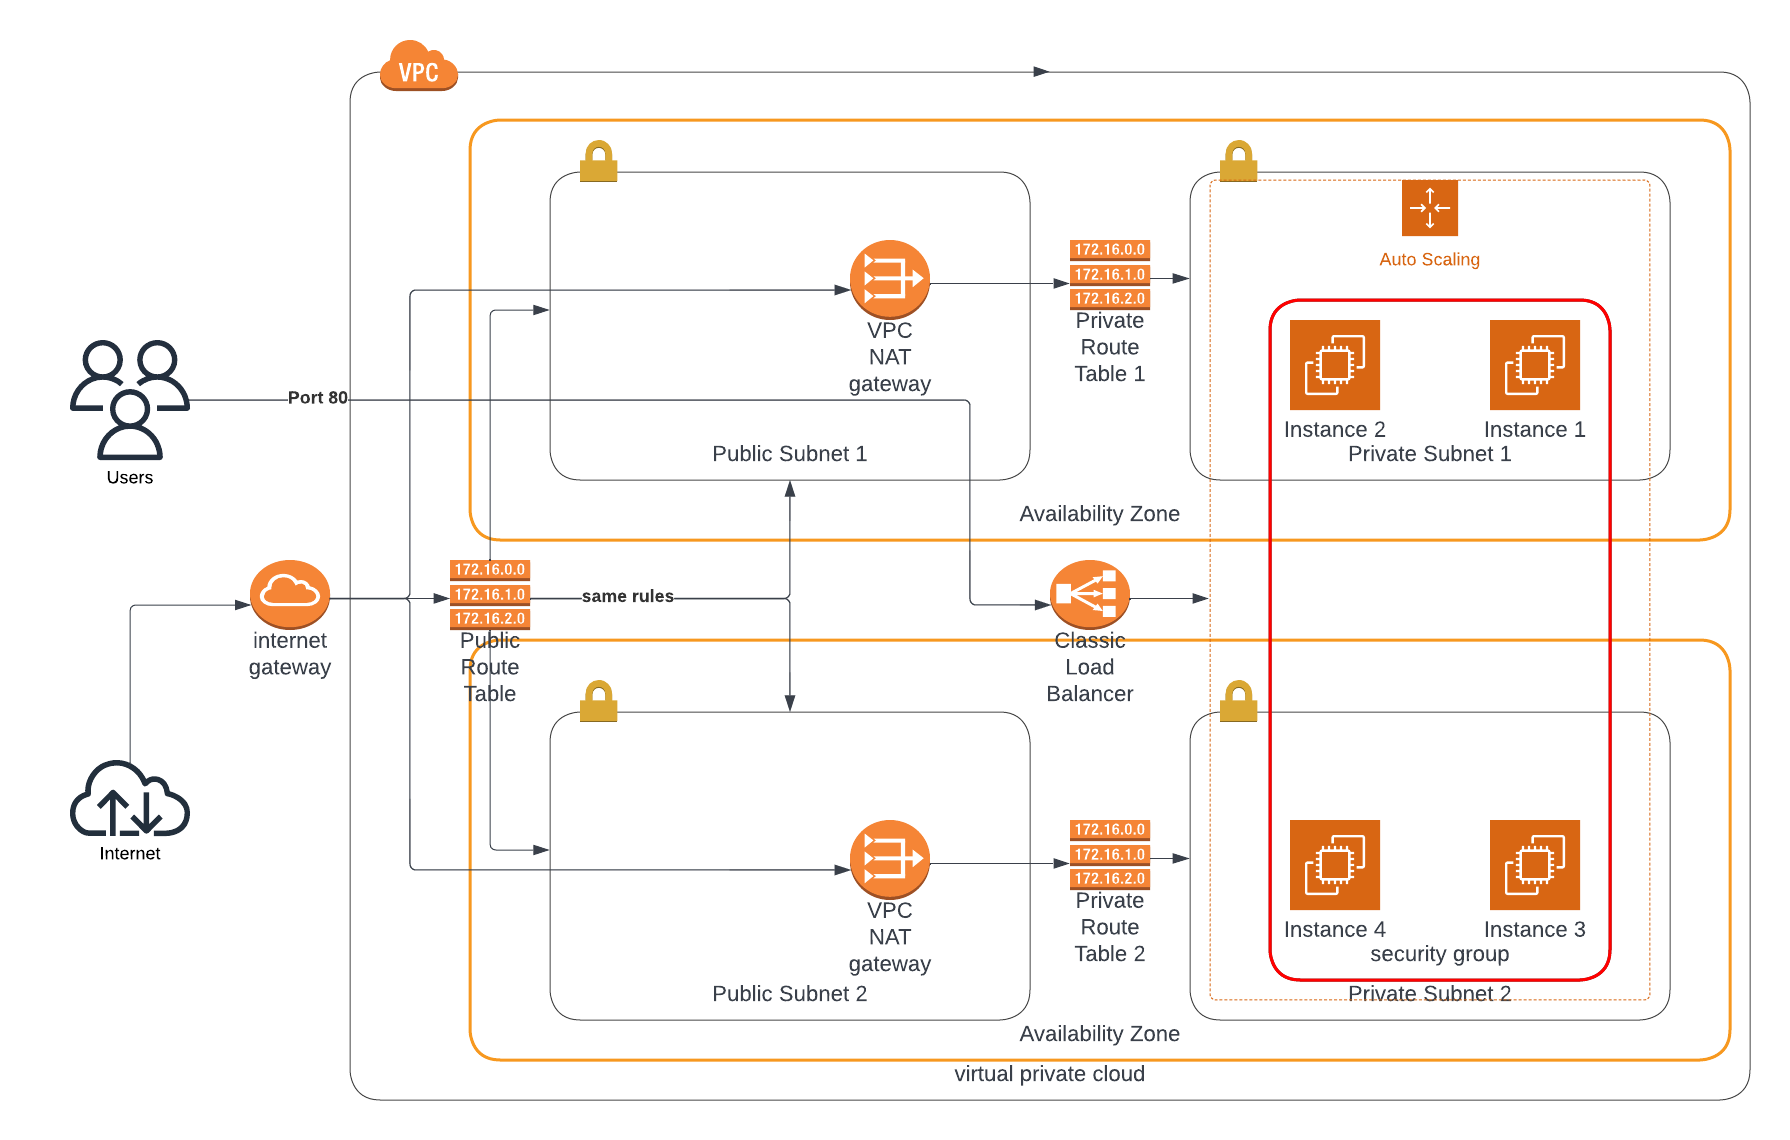 VPC
172.16.0.0
172.16.1.0
172.16.2.0
Private
Route
Table 1
Auto Scaling
VPC
NAT
gateway
Instance 2
Instance 1
Port 80
Public Subnet 1
Private Subnet 1
Users
Availability Zone
172.16.0.0
172.16.1.0
172.16.2.0
Public
Route
Table
same rules
internet
gateway
Classic
Load
Balancer
Internet
172.16.0.0
172.16.1.0
172.16.2.0
Private
Route
Table 2
VPC
NAT
gateway
Instance 4
Instance 3
security group
Public Subnet 2
Private Subnet 2
Availability Zone
virtual private cloud